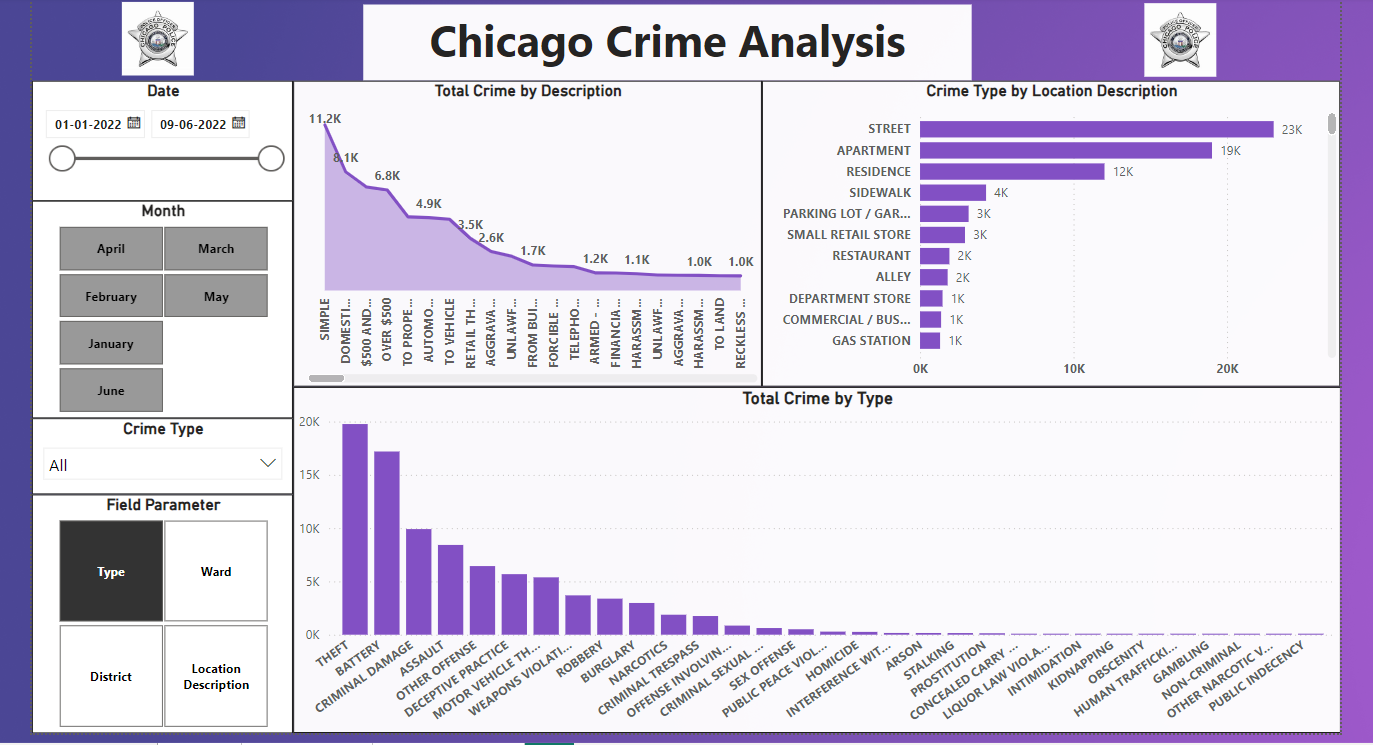 Chicago Crime Analysis
CHICAGO POLICE
CHICAGO POLICE
Date
01-01-2022
09-06-2022
Month
April
March
February
May
January
June
Crime Type
All
Field Parameter
Type
Ward
District
Location
Description
Total Crime by Description
11.2K
8.1K
6.8K
4.9K
3.5K
2.6K
1.7K
1.2K
1.1K
1.0K
1.0K
SIMPLE
DOMESTI...
$500 AND...
OVER $500
TO PROPE...
AUTOMO...
TO VEHICLE
RETAIL TH...
AGGRAVA...
UNLAWF...
FROM BUI...
FORCIBLE ...
TELEPHO...
ARMED - ...
FINANCIA...
HARASSM...
UNLAWF...
AGGRAVA...
HARASSM...
TO LAND
RECKLESS ...
Crime Type by Location Description
STREET 23K
APARTMENT 19K
RESIDENCE 12K
SIDEWALK 4K
PARKING LOT / GAR... 3K
SMALL RETAIL STORE 3K
RESTAURANT 2K
ALLEY 2K
DEPARTMENT STORE 1K
COMMERCIAL / BUS... 1K
GAS STATION 1K
0K 10K 20K
Total Crime by Type
20K
15K
10K
5K
0K
THEFT
BATTERY
CRIMINAL DAMAGE
ASSAULT
OTHER OFFENSE
DECEPTIVE PRACTICE
MOTOR VEHICLE TH...
WEAPONS VIOLATI...
ROBBERY
BURGLARY
NARCOTICS
CRIMINAL TRESPASS
OFFENSE INVOLVIN...
CRIMINAL SEXUAL ...
SEX OFFENSE
PUBLIC PEACE VIOL...
HOMICIDE
INTERFERENCE WIT...
ARSON
STALKING
PROSTITUTION
CONCEALED CARRY ...
LIQUOR LAW VIOLA...
INTIMIDATION
KIDNAPPING
OBSCENITY
HUMAN TRAFFICKI...
GAMBLING
NON-CRIMINAL
OTHER NARCOTIC V...
PUBLIC INDECENCY